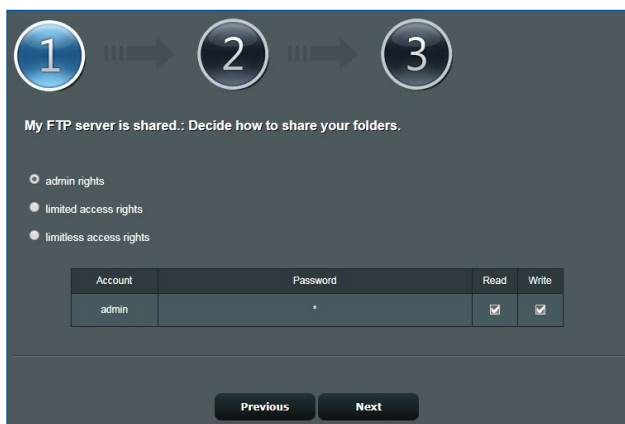 1 2 3
My FTP server is shared.: Decide how to share your folders.
admin rights
limited access rights
limitless access rights
Account Password Read Write
admin *
Previous Next